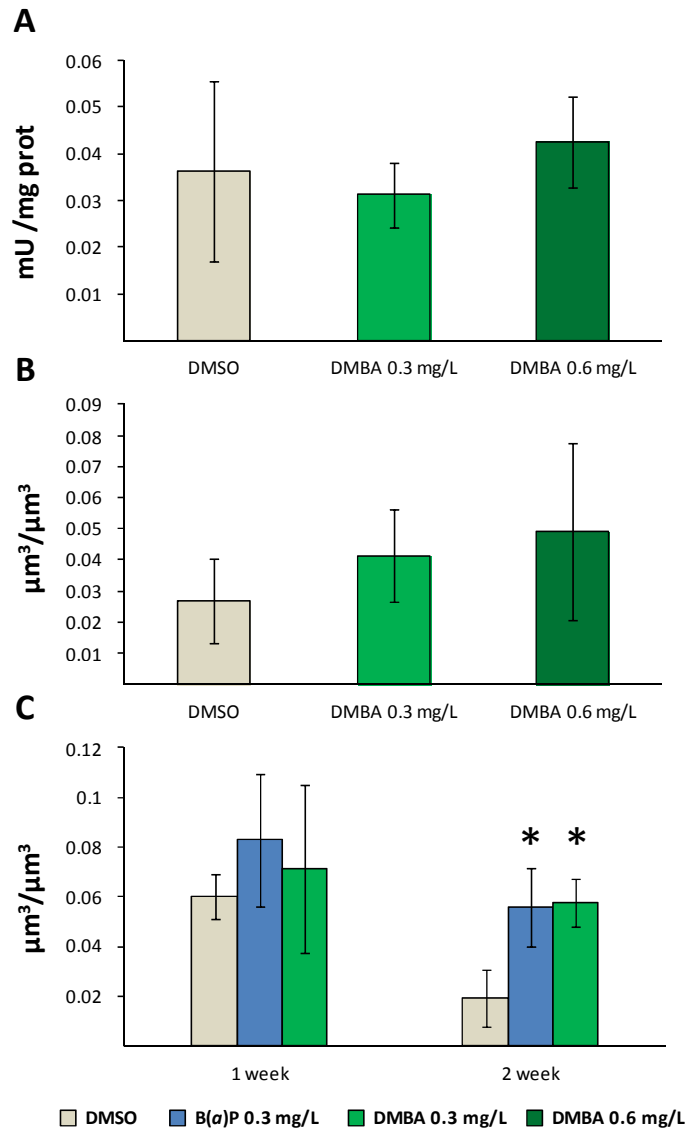 A
mU /mg prot
0.06
0.05
0.04
0.03
0.02
0.01
DMSO
DMBA 0.3 mg/L
DMBA 0.6 mg/L
B
µm³/µm³
0.09
0.08
0.07
0.06
0.05
0.04
0.03
0.02
0.01
DMSO
DMBA 0.3 mg/L
DMBA 0.6 mg/L
C
µm³/µm³
0.12
0.1
0.08
0.06
0.04
0.02
* *
1 week
2 week
DMSO
B(a)P 0.3 mg/L
DMBA 0.3 mg/L
DMBA 0.6 mg/L